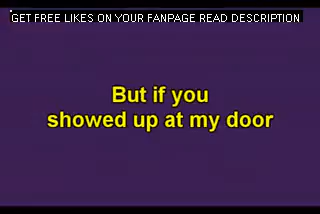 GET FREE LIKES ON YOUR FANPAGE READ DESCRIPTION
But if you
showed up at my door